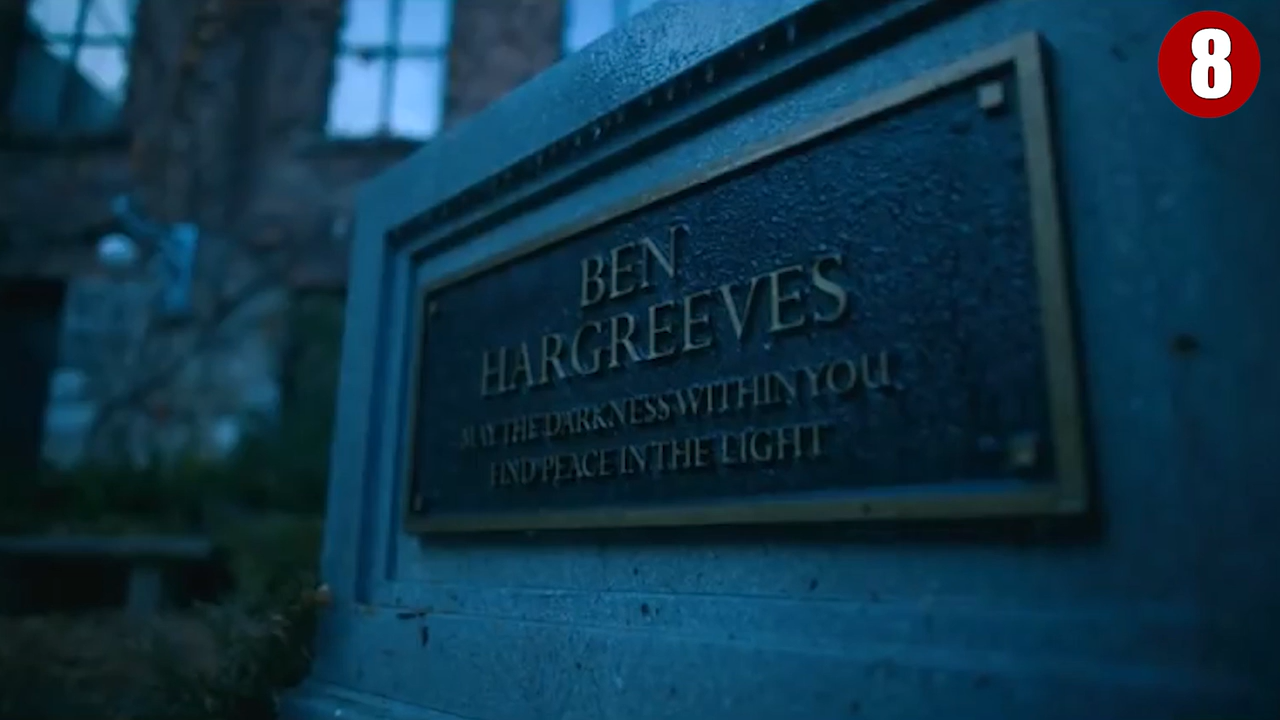 8
BEN
HARGREEVES
MAY THE DARKNESS WITHIN YOU
FIND PEACE IN THE LIGHT